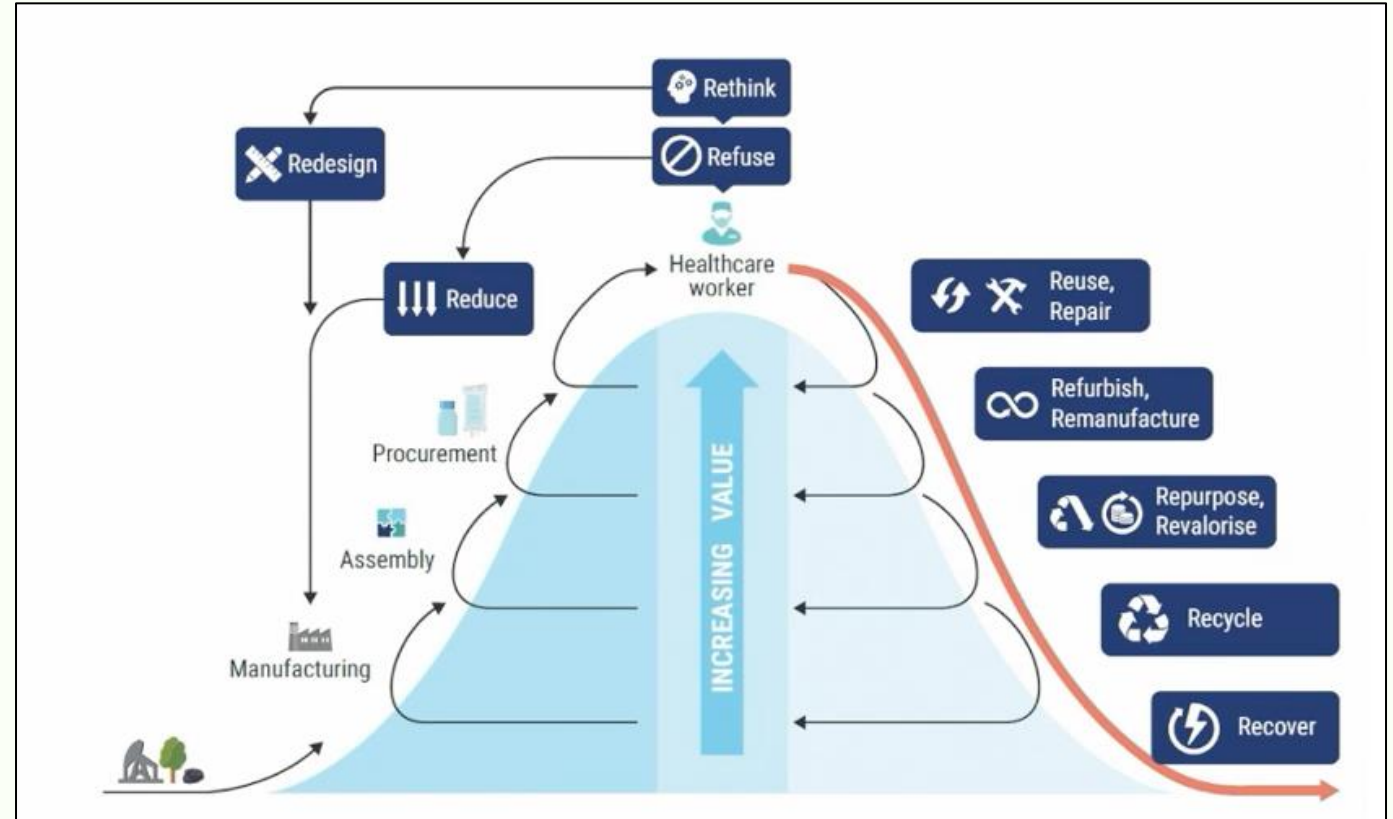 Rethink
Refuse
Redesign
Reduce
Healthcare
worker
Reuse,
Repair
Refurbish,
Remanufacture
Procurement
Repurpose,
Revalorise
Assembly
INCREASING VALUE
Recycle
Manufacturing
Recover